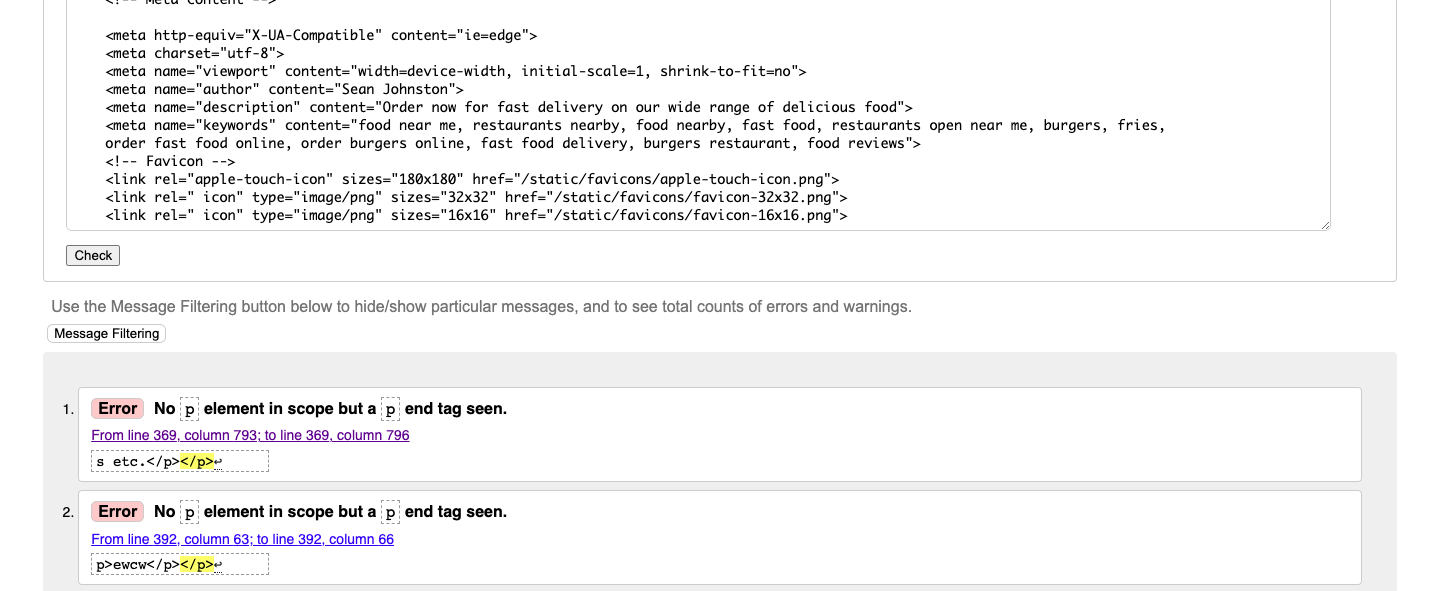 <!-- Meta Content -->
<meta http-equiv="X-UA-Compatible" content="ie=edge">
<meta charset="utf-8">
<meta name="viewport" content="width=device-width, initial-scale=1, shrink-to-fit=no">
<meta name="author" content="Sean Johnston">
<meta name="description" content="Order now for fast delivery on our wide range of delicious food">
<meta name="keywords" content="food near me, restaurants nearby, food nearby, fast food, restaurants open near me, burgers, fries,
order fast food online, order burgers online, fast food delivery, burgers restaurant, food reviews">
<!-- Favicon -->
<link rel="apple-touch-icon" sizes="180x180" href="/static/favicons/apple-touch-icon.png">
<link rel=" icon" type="image/png" sizes="32x32" href="/static/favicons/favicon-32x32.png">
<link rel=" icon" type="image/png" sizes="16x16" href="/static/favicons/favicon-16x16.png">
Check
Use the Message Filtering button below to hide/show particular messages, and to see total counts of errors and warnings.
Message Filtering
1. Error No p element in scope but a p end tag seen.
From line 369, column 793; to line 369, column 796
s etc.</p></p>↩
2. Error No p element in scope but a p end tag seen.
From line 392, column 63; to line 392, column 66
p>ewcw</p></p>↩